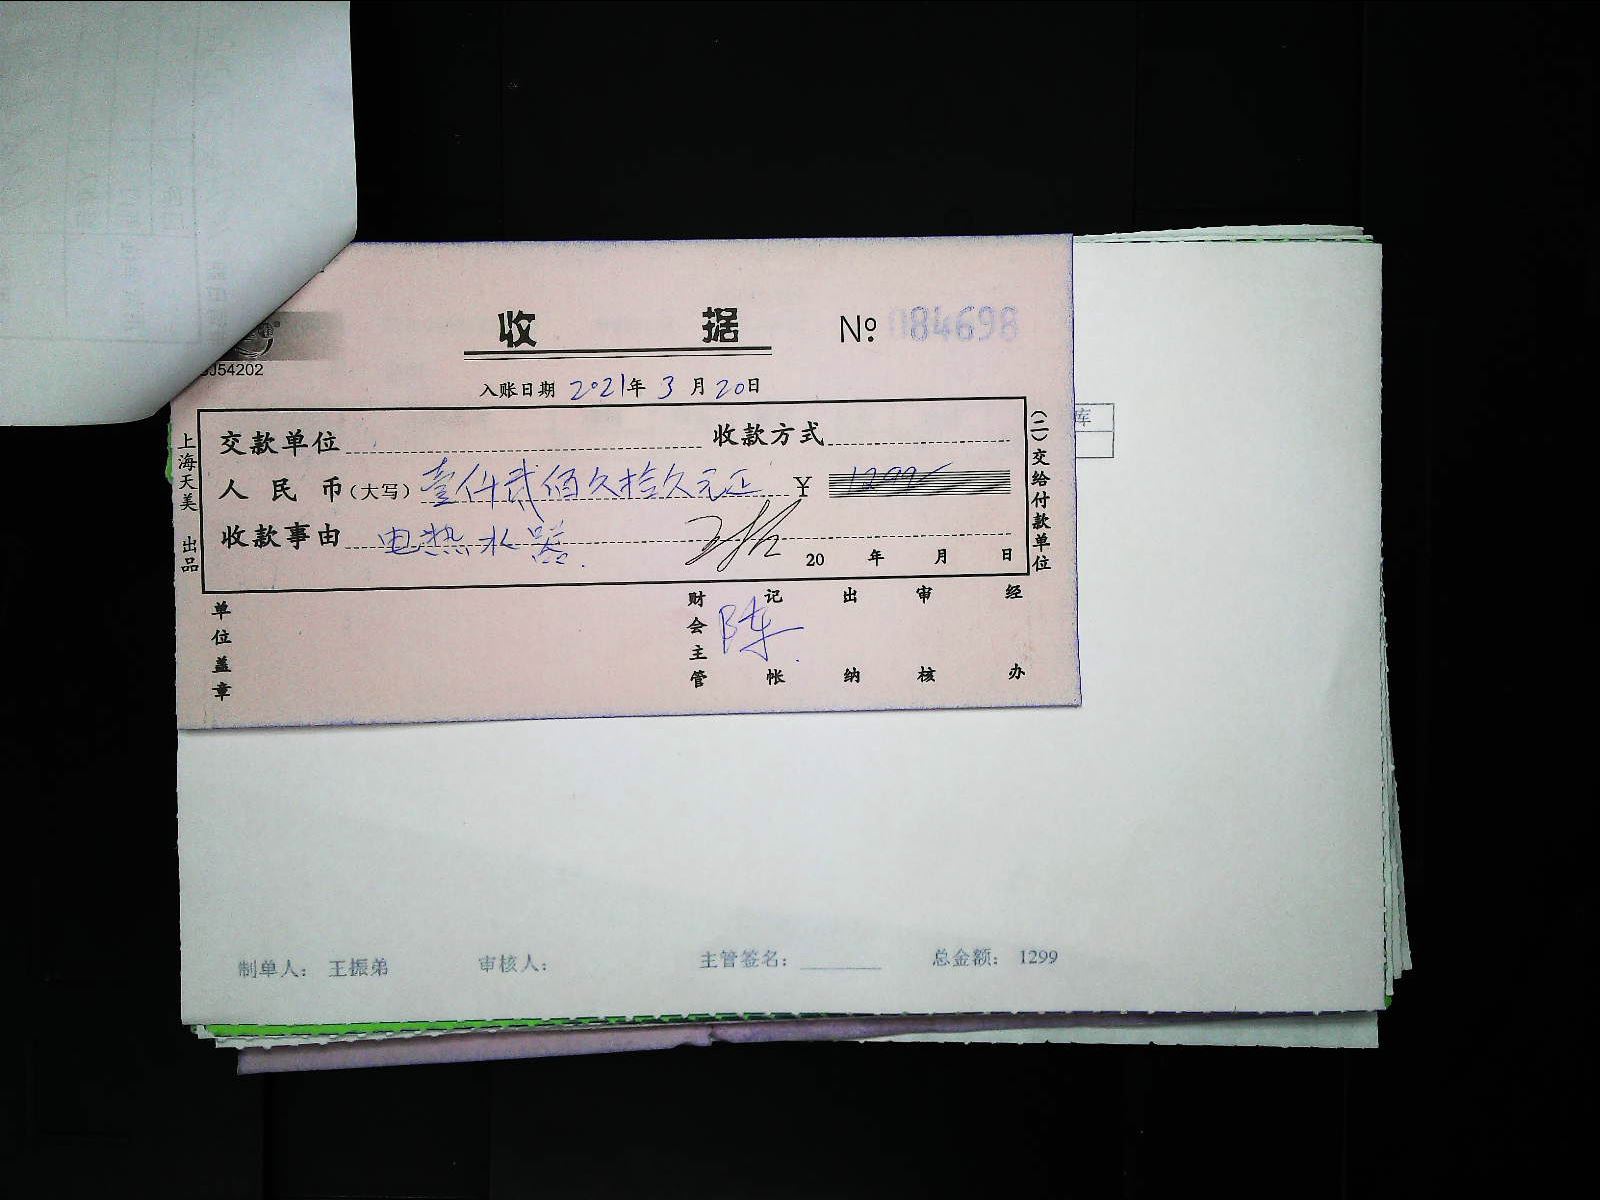 收 据 № 084698
J54202
入账日期 2021年 3 月 20日
交款单位 收款方式
人民币(大写) 壹仟贰佰久拾久元正 ¥ 1299
收款事由 电热水器.
20 年 月 日
上海天美 出品
(二)交给付款单位
单位盖章
财会主管 陈
记帐
出纳
审核
经办
库
制单人: 王振弟 审核人: 主管签名: 总金额: 1299